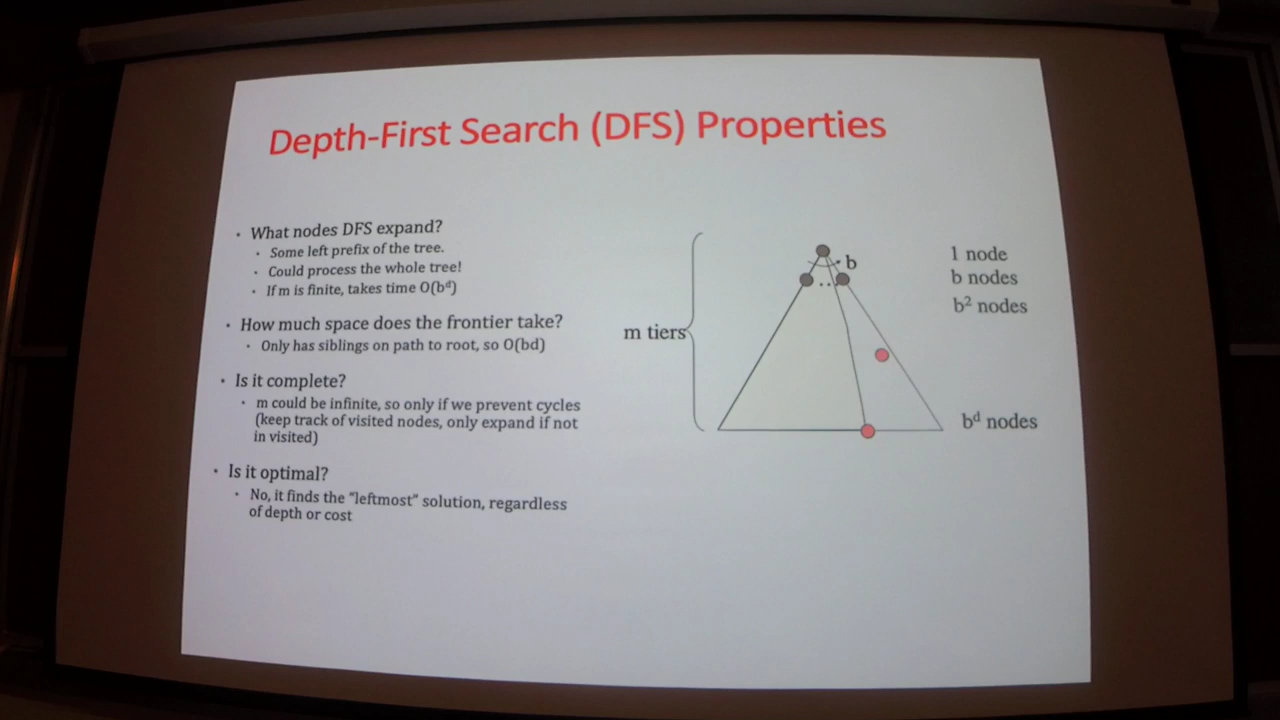 Depth-First Search (DFS) Properties
• What nodes DFS expand?
• Some left prefix of the tree.
• Could process the whole tree!
• If m is finite, takes time O(bᵈ)
• How much space does the frontier take?
• Only has siblings on path to root, so O(bd)
• Is it complete?
• m could be infinite, so only if we prevent cycles
(keep track of visited nodes, only expand if not
in visited)
• Is it optimal?
• No, it finds the "leftmost" solution, regardless
of depth or cost
m tiers
b
...
1 node
b nodes
b² nodes
bᵈ nodes